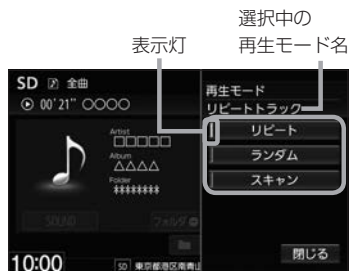 選択中の
表示灯
再生モード名
SD 全曲
00'21" ○○○○
再生モード
リピートトラック
Artist
□□□□□
Album
△△△△
Folder
********
リピート
ランダム
スキャン
SOUND
フォルダ
閉じる
10:00
SD 東京都港区南青山